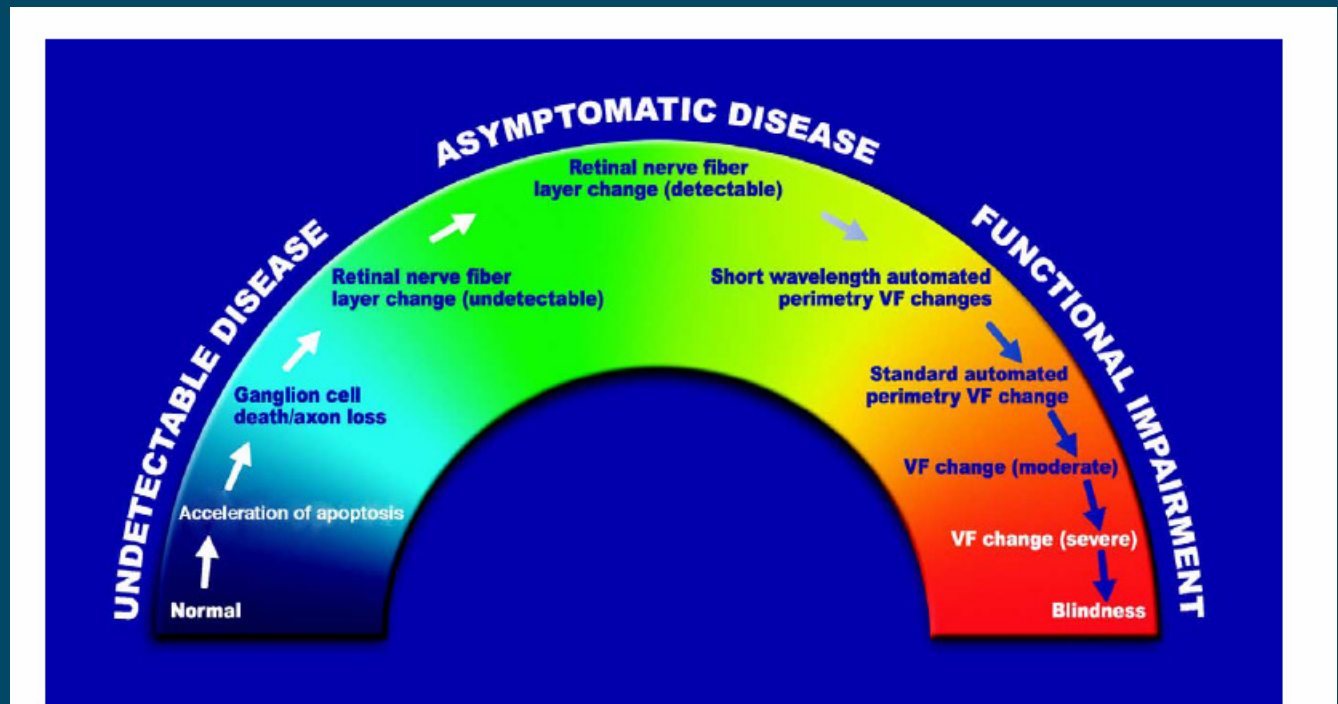 UNDETECTABLE DISEASE
ASYMPTOMATIC DISEASE
FUNCTIONAL IMPAIRMENT
Normal
Acceleration of apoptosis
Ganglion cell
death/axon loss
Retinal nerve fiber
layer change (undetectable)
Retinal nerve fiber
layer change (detectable)
Short wavelength automated
perimetry VF changes
Standard automated
perimetry VF change
VF change (moderate)
VF change (severe)
Blindness